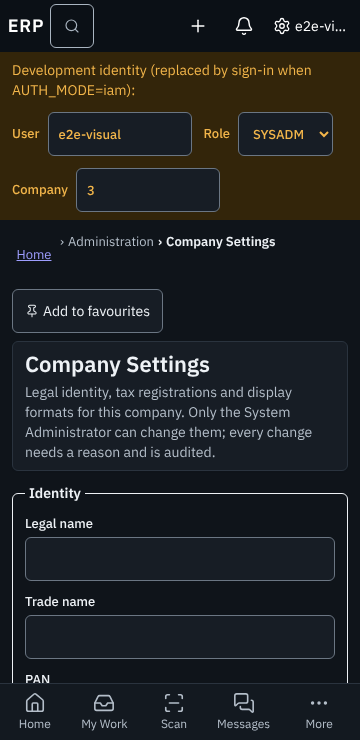 ERP
e2e-vi...
Development identity (replaced by sign-in when
AUTH_MODE=iam):
User e2e-visual Role SYSADM
Company 3
Home › Administration › Company Settings
Add to favourites
Company Settings
Legal identity, tax registrations and display
formats for this company. Only the System
Administrator can change them; every change
needs a reason and is audited.
Identity
Legal name
Trade name
PAN
Home My Work Scan Messages More